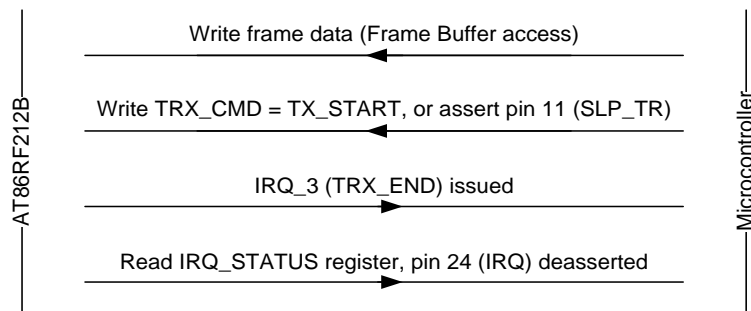 Write frame data (Frame Buffer access)
Write TRX_CMD = TX_START, or assert pin 11 (SLP_TR)
IRQ_3 (TRX_END) issued
Read IRQ_STATUS register, pin 24 (IRQ) deasserted
AT86RF212B
Microcontroller